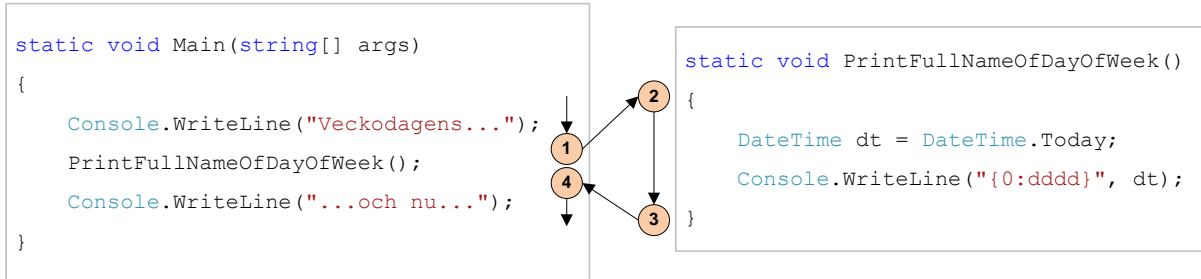 static void Main(string[] args)
{
    Console.WriteLine("Veckodagens...");
    PrintFullNameOfDayOfWeek();
    Console.WriteLine("...och nu...");
}
1
4
2
3
static void PrintFullNameOfDayOfWeek()
{
    DateTime dt = DateTime.Today;
    Console.WriteLine("{0:dddd}", dt);
}